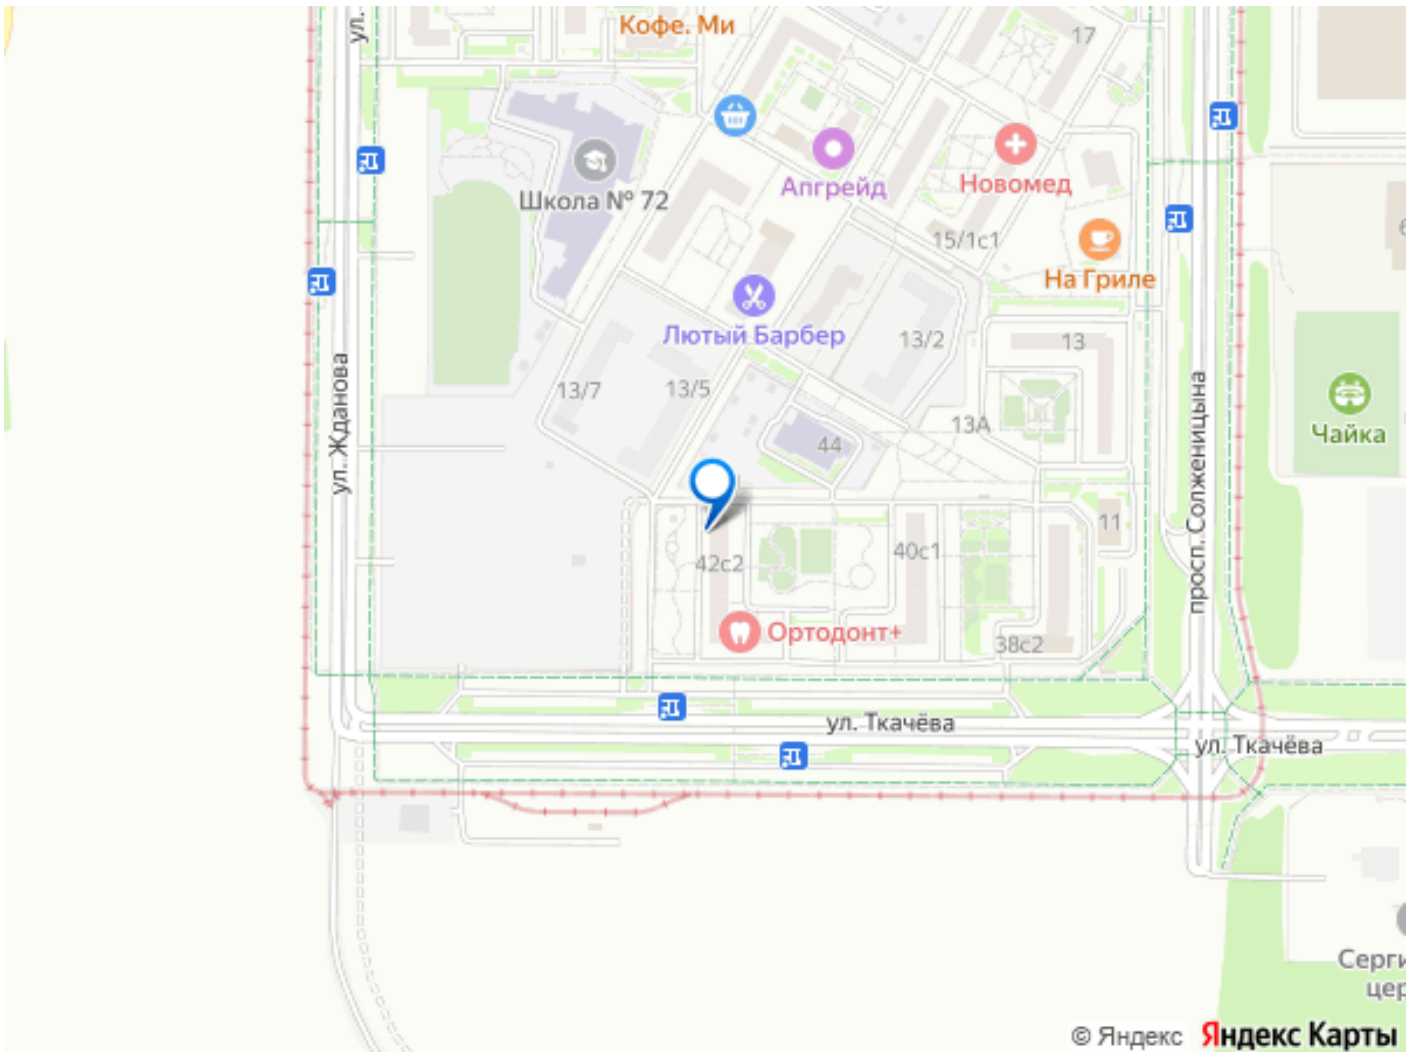 ул.
Кофе. Ми
17
Школа № 72
Апгрейд
Новомед
15/1с1
На Гриле
Лютый Барбер
13/2
13
13/7
13/5
ул. Жданова
13А
44
просп. Солженицына
Чайка
11
42с2
40с1
Ортодонт+
38с2
ул. Ткачёва
ул. Ткачёва
Серги
цер
© Яндекс Яндекс Карты